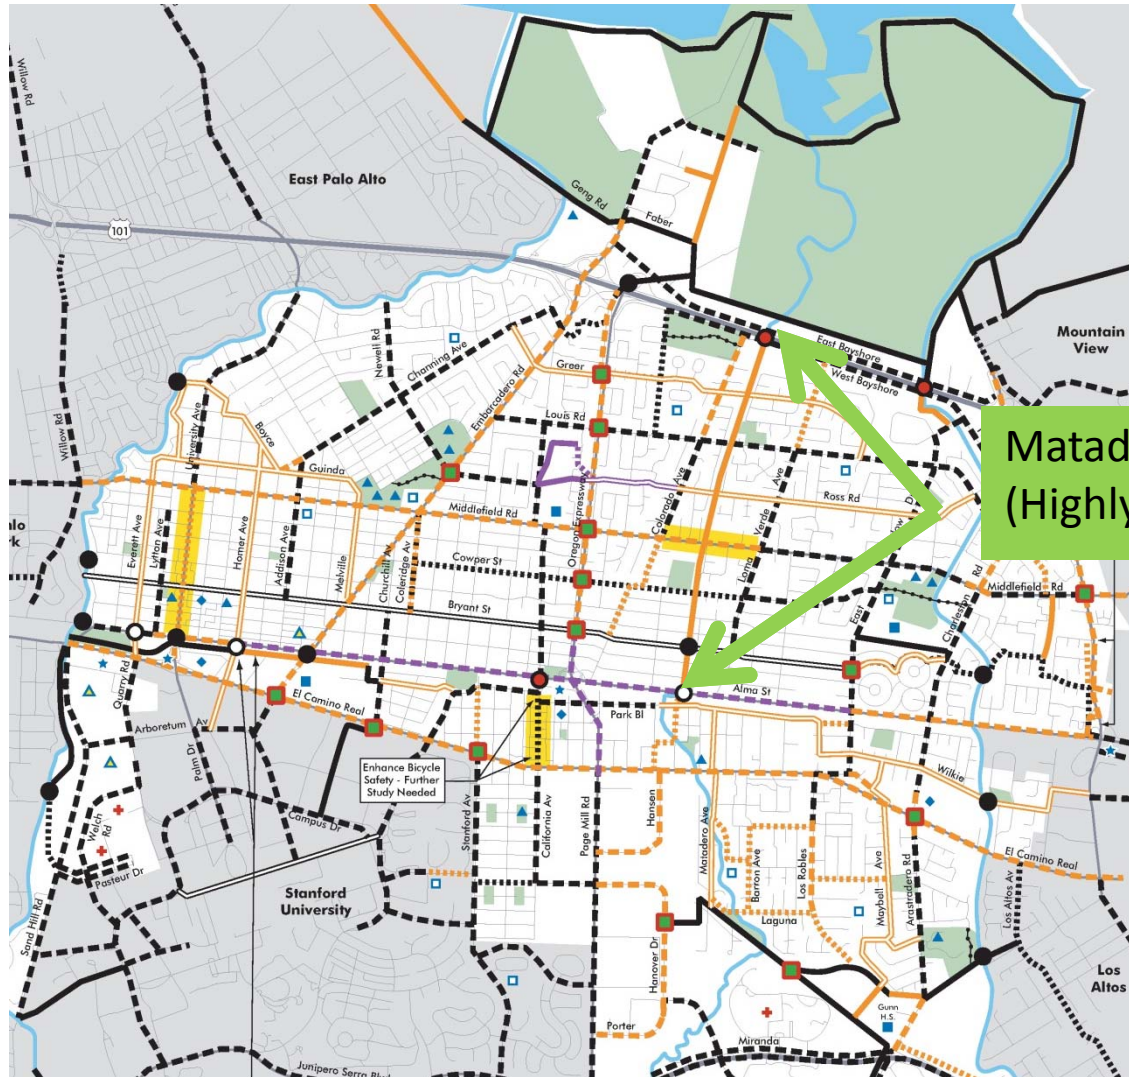 Willow Rd
East Palo Alto
101
Geng Rd
Faber
Mountain
View
East Bayshore
West Bayshore
Newell Rd
Channing Ave
Embarcadero Rd
Greer
Willow Rd
University Ave
Boyce
Louis Rd
Matad
(Highly
Guinda
Oregon Expressway
Colorado Ave
Ross Rd
Middlefield Rd
Loma Verde Ave
Everett Ave
Lytton Ave
Homer Ave
Addison Ave
Melville
Churchill Av
Coleridge Av
Cowper St
East
Charleston Rd
Middlefield Rd
Bryant St
Quarry Rd
Alma St
El Camino Real
Park Bl
Arboretum Av
Palm Dr
Wilkie
Enhance Bicycle
Safety - Further
Study Needed
Welch Rd
Campus Dr
Stanford Av
California Av
Page Mill Rd
Hansen
Matadero Ave
Barron Ave
Los Robles
Maybell Ave
Arastradero Rd
El Camino Real
Pasteur Dr
Sand Hill Rd
Stanford
University
Los Altos Av
Laguna
Hanover Dr
Los
Altos
Gunn
H.S.
Porter
Miranda
Junipero Serra Blvd